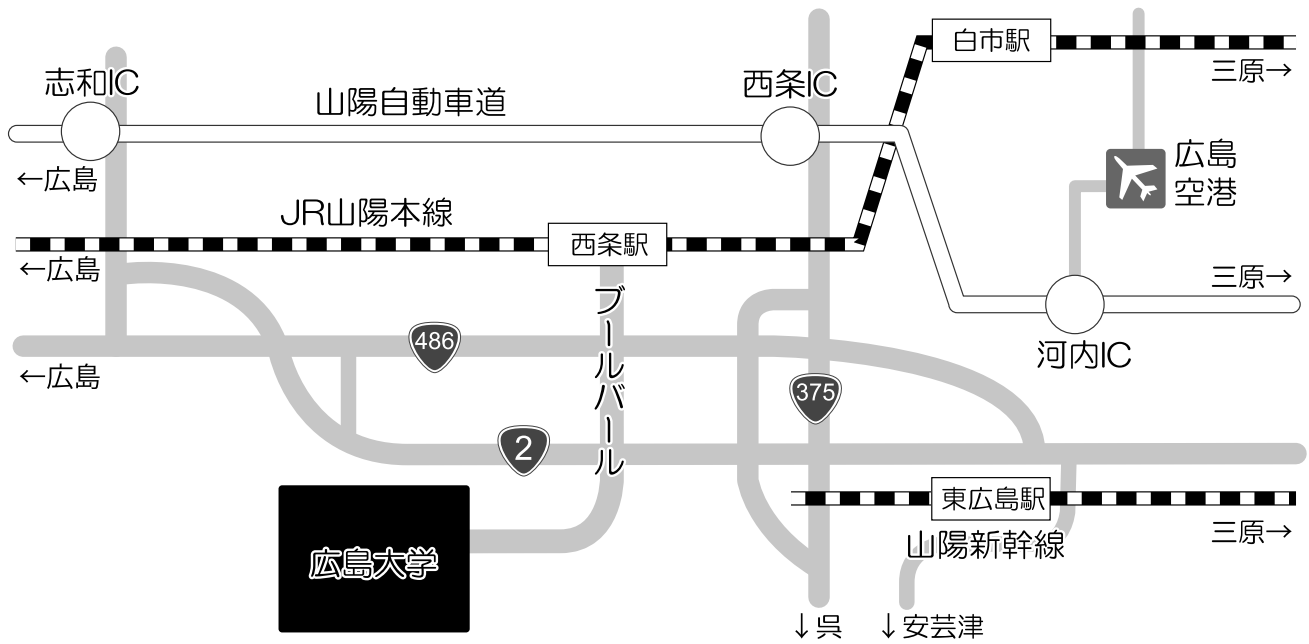 白市駅
三原→
志和IC
西条IC
山陽自動車道
←広島
広島
空港
JR山陽本線
西条駅
←広島
三原→
ブールバール
486
河内IC
←広島
375
2
東広島駅
三原→
山陽新幹線
広島大学
↓呉
↓安芸津